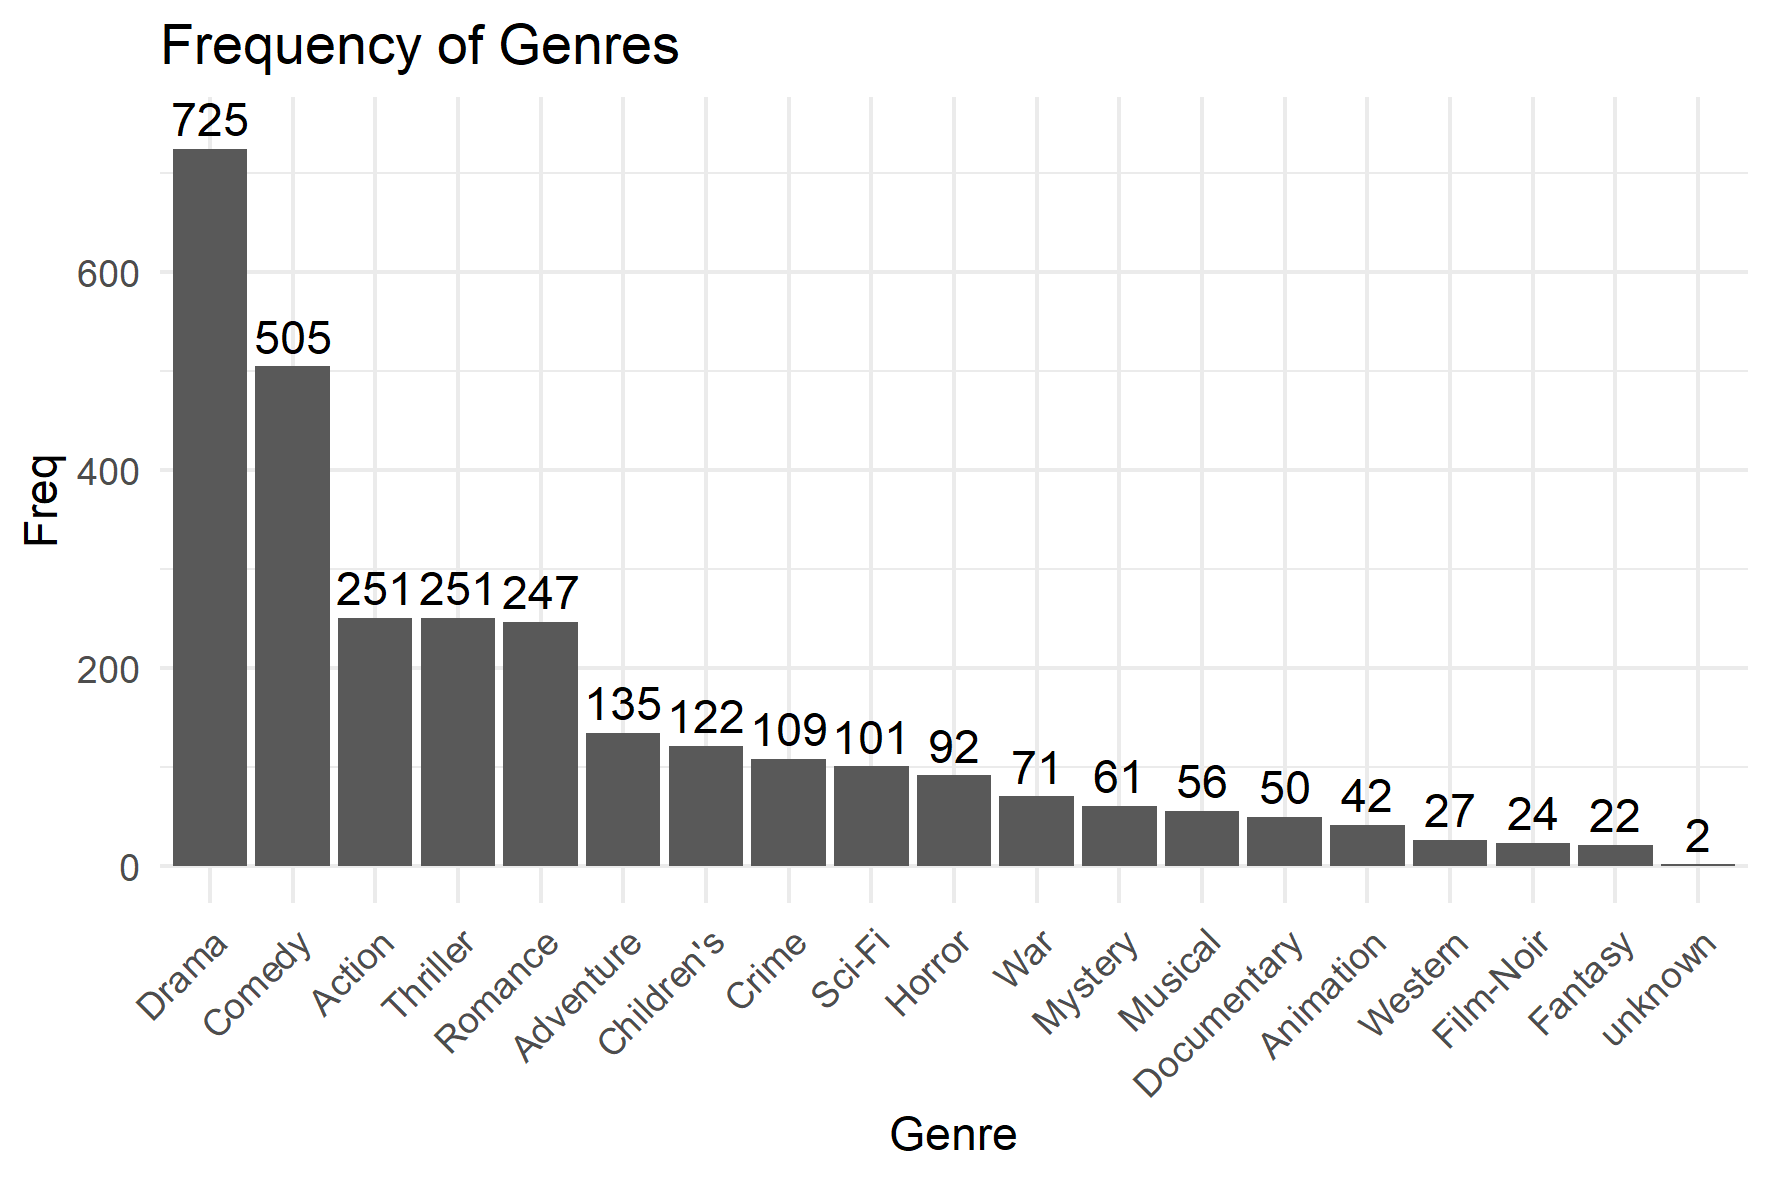 Frequency of Genres
725
505
251 251 247
135 122 109 101 92 71 61 56 50 42 27 24 22 2
600
400
200
0
Freq
Drama Comedy Action Thriller Romance Adventure Children's Crime Sci-Fi Horror War Mystery Musical Documentary Animation Western Film-Noir Fantasy unknown
Genre